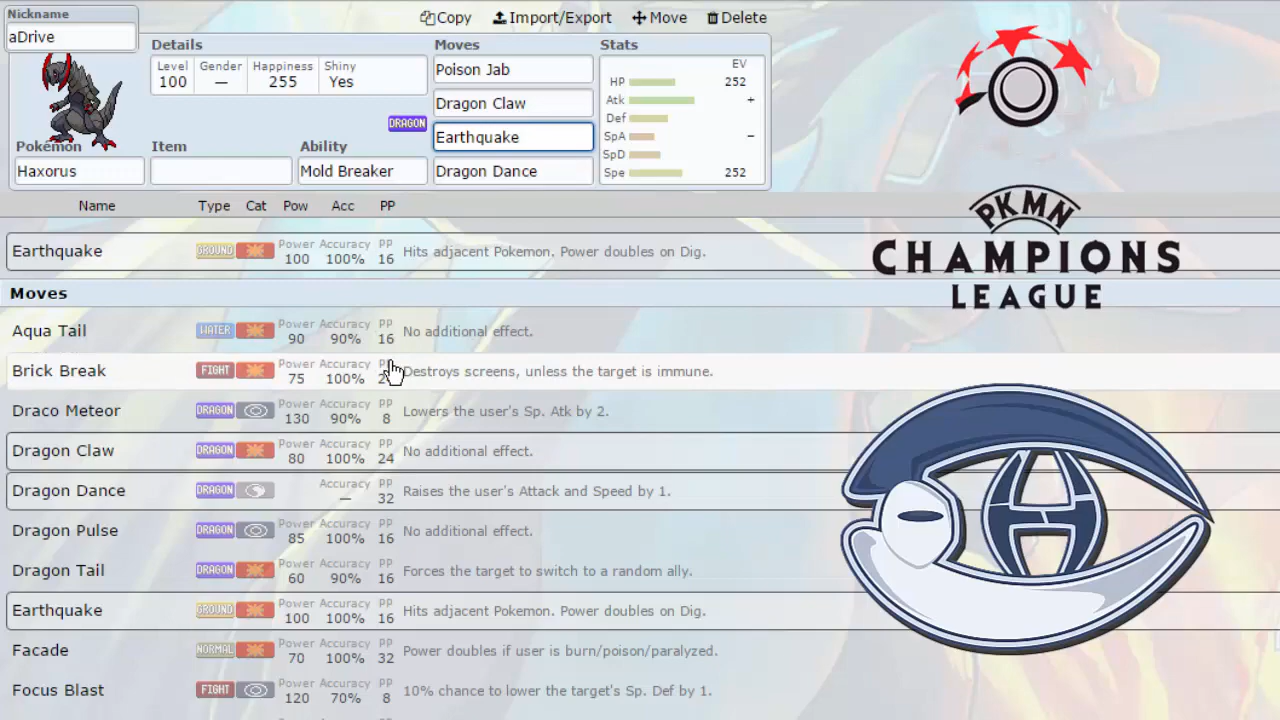 Nickname
aDrive
Copy Import/Export Move Delete
Details
Level Gender Happiness Shiny
100 — 255 Yes
DRAGON
Pokémon Item Ability
Haxorus Mold Breaker
Moves
Poison Jab
Dragon Claw
Earthquake
Dragon Dance
Stats
EV
HP 252
Atk +
Def
SpA −
SpD
Spe 252
PKMN
CHAMPIONS
LEAGUE
Name Type Cat Pow Acc PP
Earthquake GROUND Power 100 Accuracy 100% PP 16 Hits adjacent Pokemon. Power doubles on Dig.
Moves
Aqua Tail WATER Power 90 Accuracy 90% PP 16 No additional effect.
Brick Break FIGHT Power 75 Accuracy 100% Destroys screens, unless the target is immune.
Draco Meteor DRAGON Power 130 Accuracy 90% PP 8 Lowers the user's Sp. Atk by 2.
Dragon Claw DRAGON Power 80 Accuracy 100% PP 24 No additional effect.
Dragon Dance DRAGON Accuracy — PP 32 Raises the user's Attack and Speed by 1.
Dragon Pulse DRAGON Power 85 Accuracy 100% PP 16 No additional effect.
Dragon Tail DRAGON Power 60 Accuracy 90% PP 16 Forces the target to switch to a random ally.
Earthquake GROUND Power 100 Accuracy 100% PP 16 Hits adjacent Pokemon. Power doubles on Dig.
Facade NORMAL Power 70 Accuracy 100% PP 32 Power doubles if user is burn/poison/paralyzed.
Focus Blast FIGHT Power 120 Accuracy 70% PP 8 10% chance to lower the target's Sp. Def by 1.